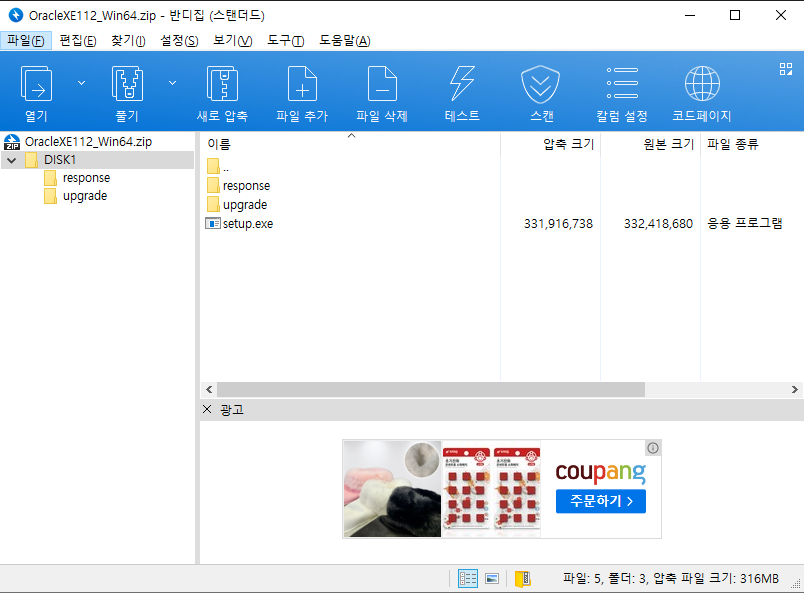 OracleXE112_Win64.zip - 반디집 (스탠더드)
파일(F) 편집(E) 찾기(I) 설정(S) 보기(V) 도구(T) 도움말(A)
열기 풀기 새로 압축 파일 추가 파일 삭제 테스트 스캔 칼럼 설정 코드페이지
OracleXE112_Win64.zip
DISK1
response
upgrade
이름 압축 크기 원본 크기 파일 종류
..
response
upgrade
setup.exe 331,916,738 332,418,680 응용 프로그램
광고
coupang
주문하기 >
파일: 5, 폴더: 3, 압축 파일 크기: 316MB